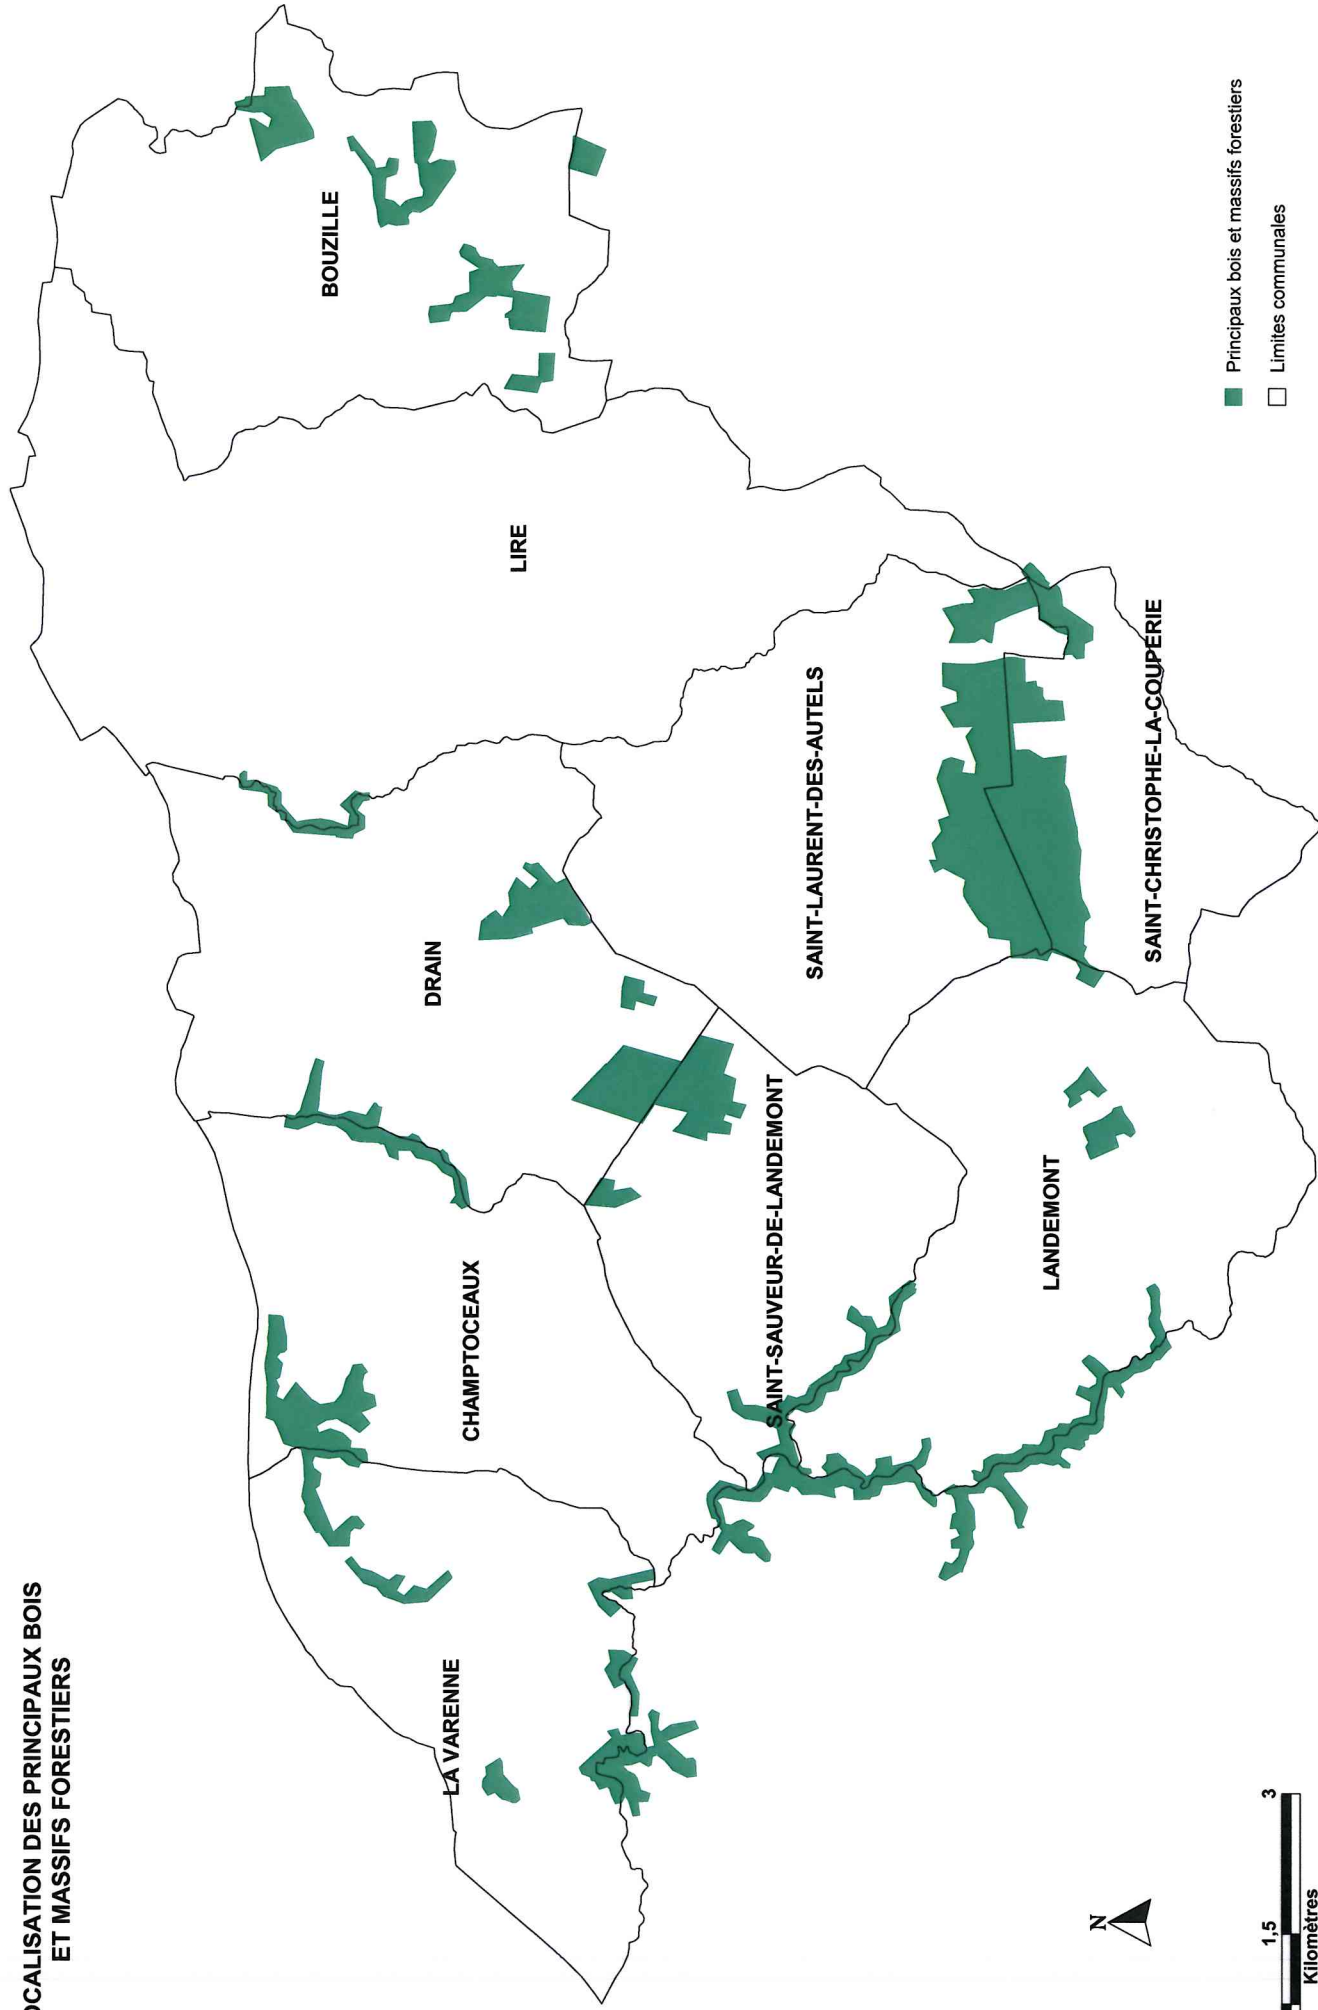 OCALISATION DES PRINCIPAUX BOIS
ET MASSIFS FORESTIERS
BOUZILLE
LIRE
DRAIN
CHAMPTOCEAUX
LA VARENNE
SAINT-LAURENT-DES-AUTELS
SAINT-SAUVEUR-DE-LANDEMONT
SAINT-CHRISTOPHE-LA-COUPERIE
LANDEMONT
Principaux bois et massifs forestiers
Limites communales
N
1,5 3
Kilomètres